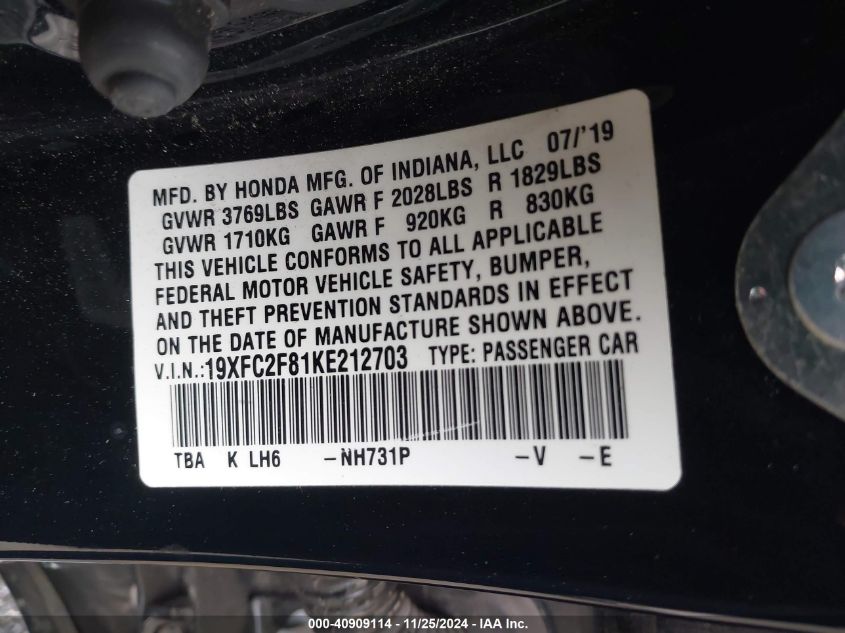 MFD. BY HONDA MFG. OF INDIANA, LLC 07/'19
GVWR 3769LBS GAWR F 2028LBS R 1829LBS
GVWR 1710KG GAWR F 920KG R 830KG
THIS VEHICLE CONFORMS TO ALL APPLICABLE
FEDERAL MOTOR VEHICLE SAFETY, BUMPER,
AND THEFT PREVENTION STANDARDS IN EFFECT
ON THE DATE OF MANUFACTURE SHOWN ABOVE.
V.I.N.:19XFC2F81KE212703 TYPE: PASSENGER CAR
TBA K LH6 -NH731P -V -E
000-40909114 - 11/25/2024 - IAA Inc.